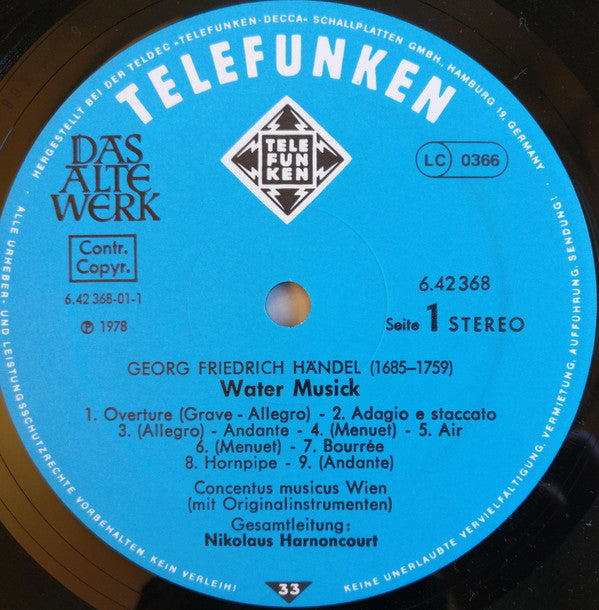 HERGESTELLT BEI DER TELDEC »TELEFUNKEN-DECCA« SCHALLPLATTEN GMBH, HAMBURG 19, GERMANY
TELEFUNKEN
TELE
FUN
KEN
DAS
ALTE
WERK
LC 0366
Contr.
Copyr.
6.42 368-01-1
℗ 1978
6.42368
Seite 1 STEREO
GEORG FRIEDRICH HÄNDEL (1685–1759)
Water Musick
1. Overture (Grave - Allegro) - 2. Adagio e staccato
3. (Allegro) - Andante - 4. (Menuet) - 5. Air
6. (Menuet) - 7. Bourrée
8. Hornpipe - 9. (Andante)
Concentus musicus Wien
(mit Originalinstrumenten)
Gesamtleitung:
Nikolaus Harnoncourt
ALLE URHEBER- UND LEISTUNGSSCHUTZRECHTE VORBEHALTEN. KEIN VERLEIH!
33
KEINE UNERLAUBTE VERVIELFÄLTIGUNG, VERMIETUNG, AUFFÜHRUNG, SENDUNG!